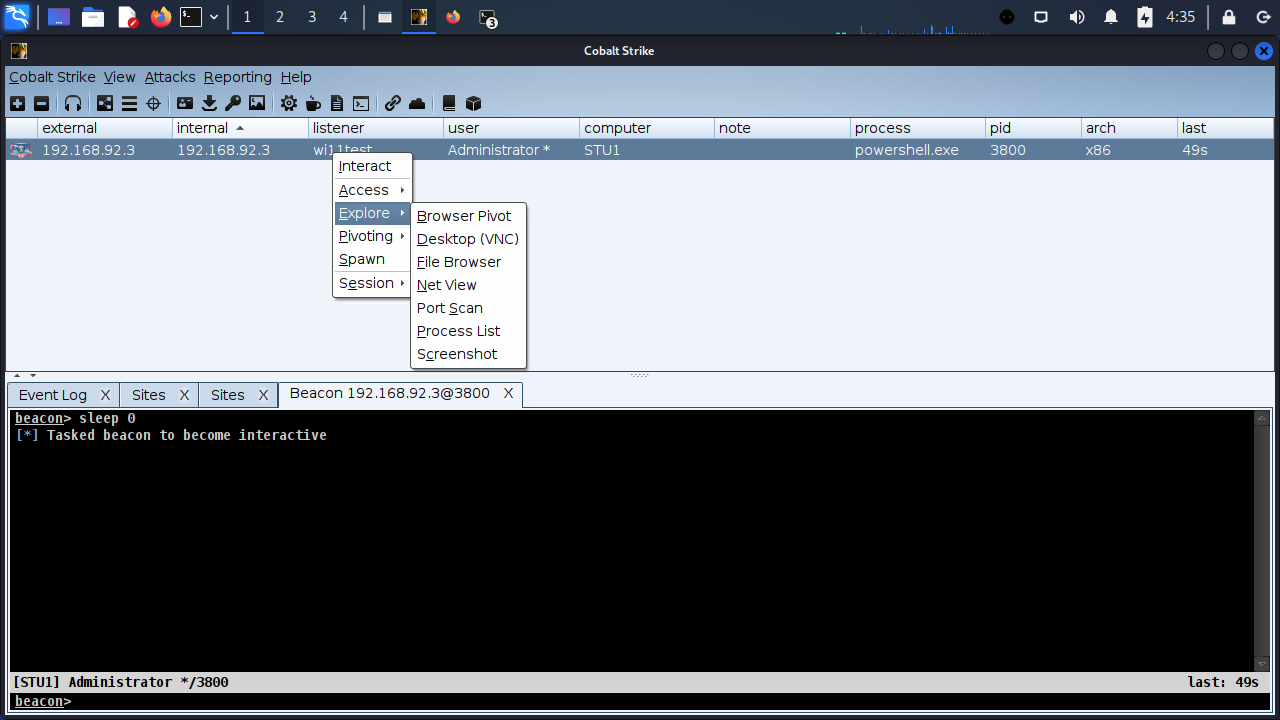 1 2 3 4 3 4:35
Cobalt Strike
Cobalt Strike View Attacks Reporting Help
external internal listener user computer note process pid arch last
192.168.92.3 192.168.92.3 wi11test Administrator * STU1 powershell.exe 3800 x86 49s
Interact
Access
Explore
Pivoting
Spawn
Session
Browser Pivot
Desktop (VNC)
File Browser
Net View
Port Scan
Process List
Screenshot
Event Log X Sites X Sites X Beacon 192.168.92.3@3800 X
beacon> sleep 0
[*] Tasked beacon to become interactive
[STU1] Administrator */3800 last: 49s
beacon>